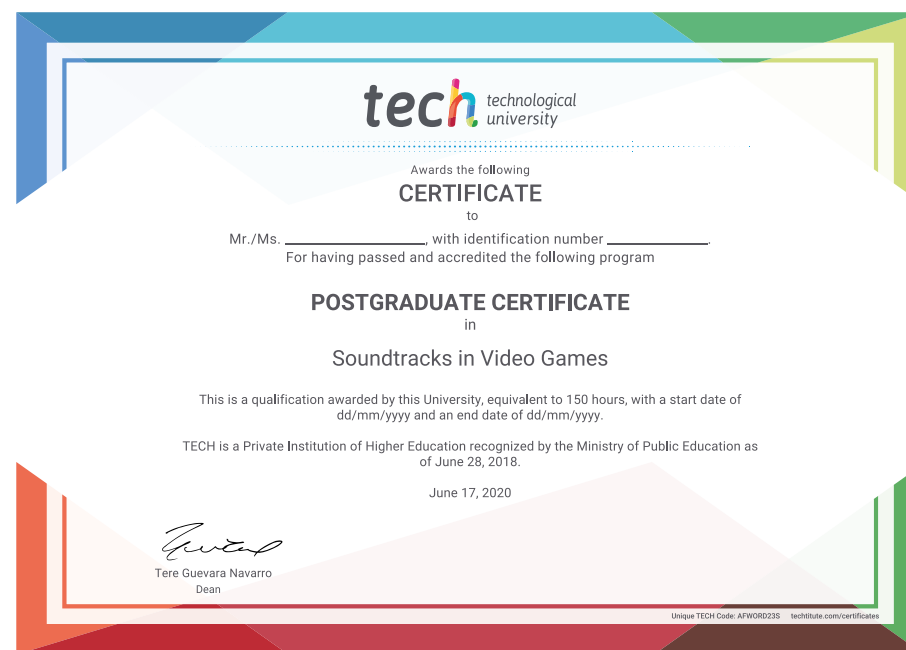 tech technological
university
Awards the following
CERTIFICATE
to
Mr./Ms. ____________________, with identification number ______________.
For having passed and accredited the following program
POSTGRADUATE CERTIFICATE
in
Soundtracks in Video Games
This is a qualification awarded by this University, equivalent to 150 hours, with a start date of
dd/mm/yyyy and an end date of dd/mm/yyyy.
TECH is a Private Institution of Higher Education recognized by the Ministry of Public Education as
of June 28, 2018.
June 17, 2020
Tere Guevara Navarro
Dean
Unique TECH Code: AFWORD23S techtitute.com/certificates